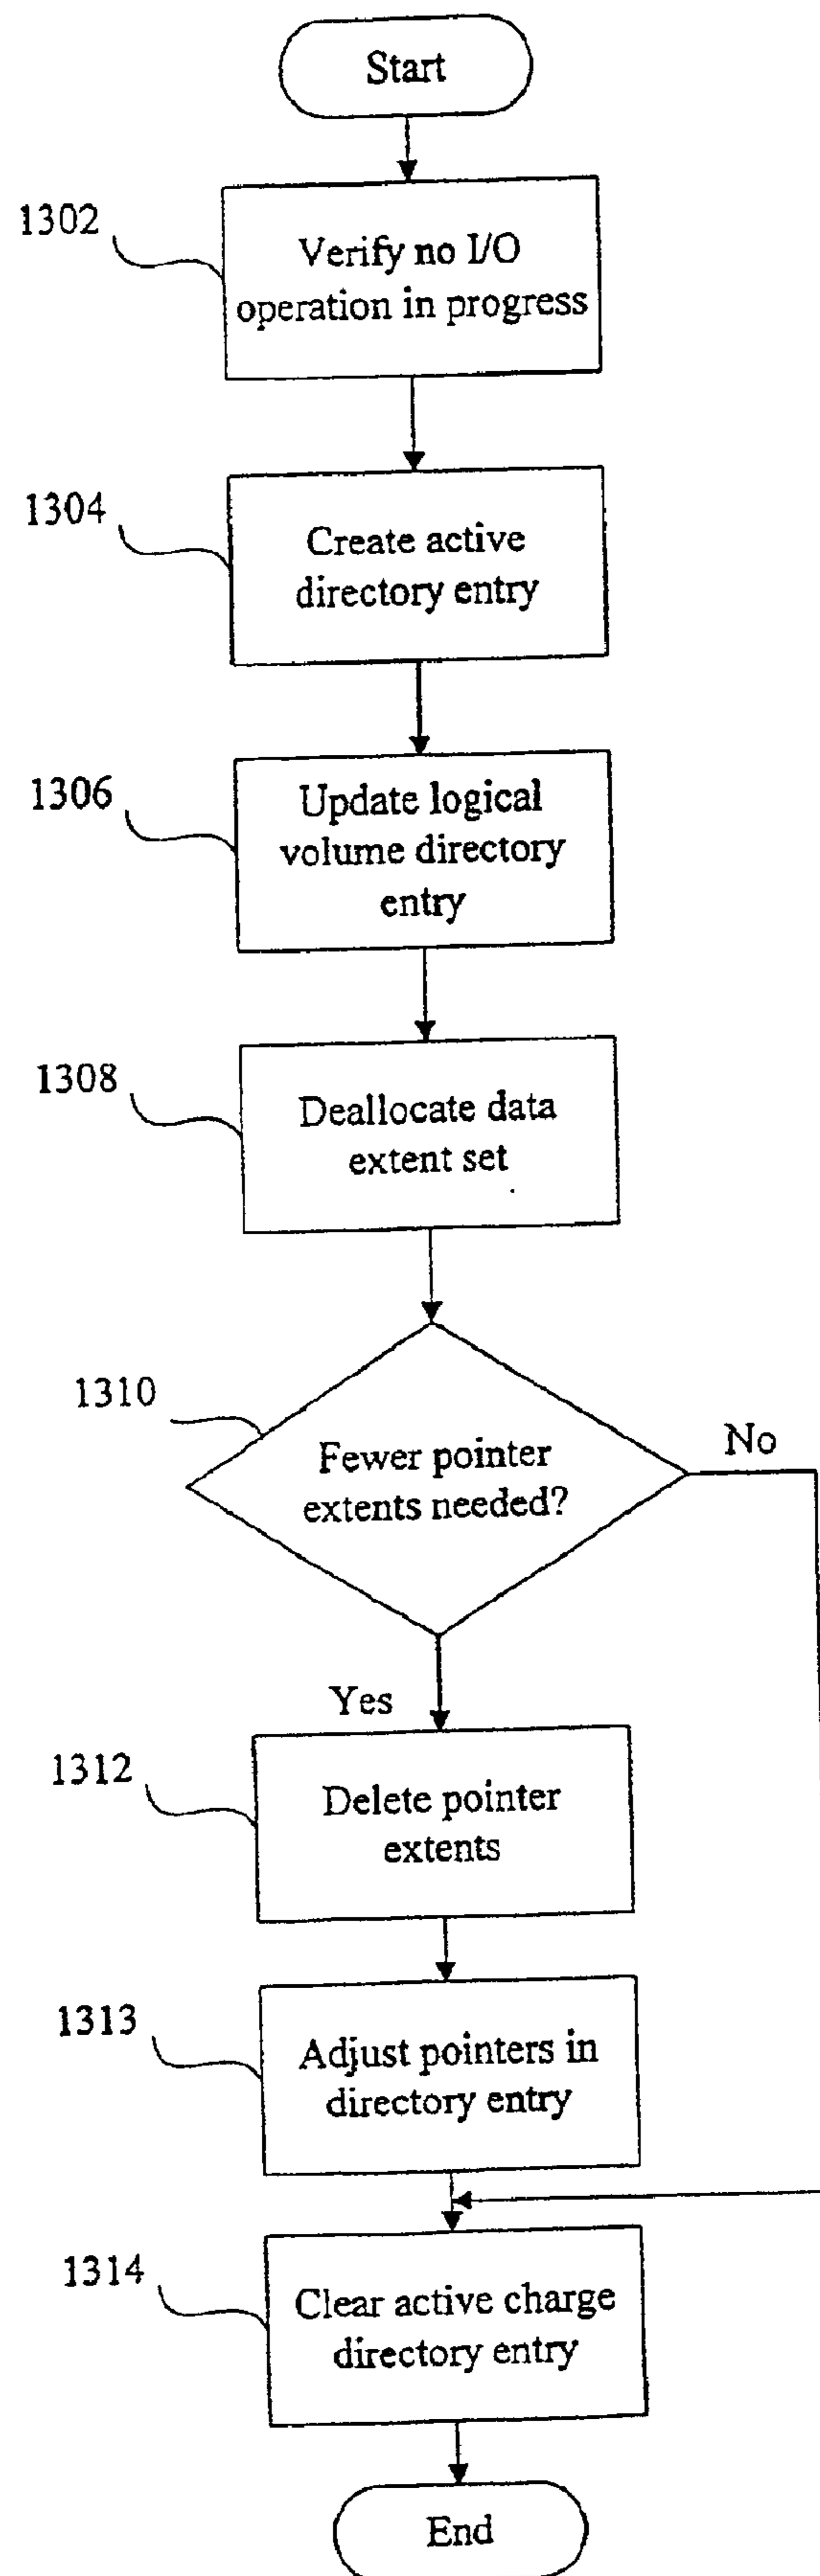 Start
1302
Verify no I/O
operation in progress
1304
Create active
directory entry
1306
Update logical
volume directory
entry
1308
Deallocate data
extent set
1310
Fewer pointer
extents needed?
No
Yes
1312
Delete pointer
extents
1313
Adjust pointers in
directory entry
1314
Clear active charge
directory entry
End